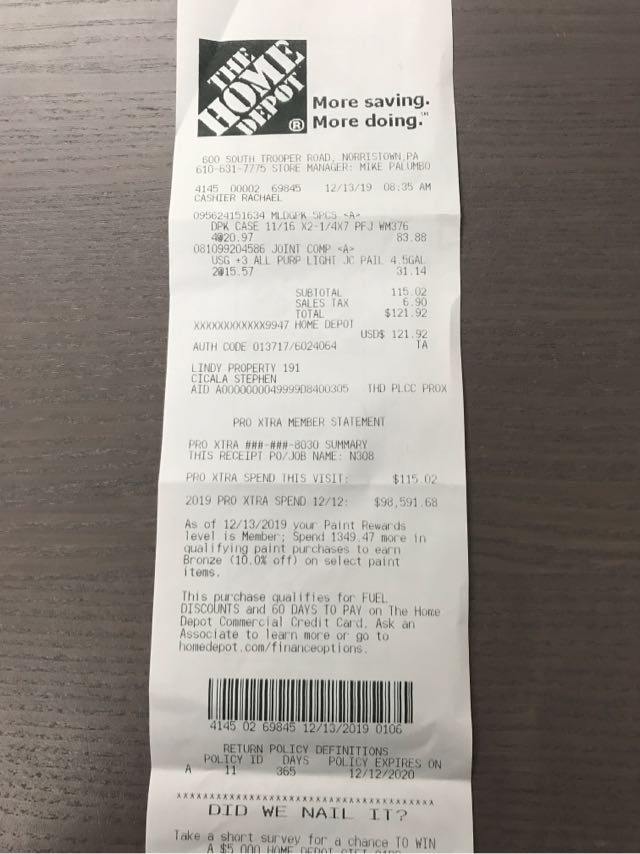 THE
HOME
DEPOT
®
More saving.
More doing.™
600 SOUTH TROOPER ROAD, NORRISTOWN,PA
610-631-7775 STORE MANAGER: MIKE PALUMBO
4145 00002 69845 12/13/19 08:35 AM
CASHIER RACHAEL
095624151634 MLDGPK 5PCS <A>
DPK CASE 11/16 X2-1/4X7 PFJ WM376
4@20.97 83.88
081099204586 JOINT COMP <A>
USG +3 ALL PURP LIGHT JC PAIL 4.5GAL
2@15.57 31.14
SUBTOTAL 115.02
SALES TAX 6.90
TOTAL $121.92
XXXXXXXXXXXX9947 HOME DEPOT
USD$ 121.92
AUTH CODE 013717/6024064 TA
LINDY PROPERTY 191
CICALA STEPHEN
AID A0000000049999D8400305 THD PLCC PROX
PRO XTRA MEMBER STATEMENT
PRO XTRA ###-###-8030 SUMMARY
THIS RECEIPT PO/JOB NAME: N308
PRO XTRA SPEND THIS VISIT: $115.02
2019 PRO XTRA SPEND 12/12: $98,591.68
As of 12/13/2019 your Paint Rewards
level is Member; Spend 1349.47 more in
qualifying paint purchases to earn
Bronze (10.0% off) on select paint
items.
This purchase qualifies for FUEL
DISCOUNTS and 60 DAYS TO PAY on The Home
Depot Commercial Credit Card. Ask an
Associate to learn more or go to
homedepot.com/financeoptions.
4145 02 69845 12/13/2019 0106
RETURN POLICY DEFINITIONS
POLICY ID DAYS POLICY EXPIRES ON
A 11 365 12/12/2020
DID WE NAIL IT?
Take a short survey for a chance TO WIN
A $5,000 HOME DEPOT GIFT CARD